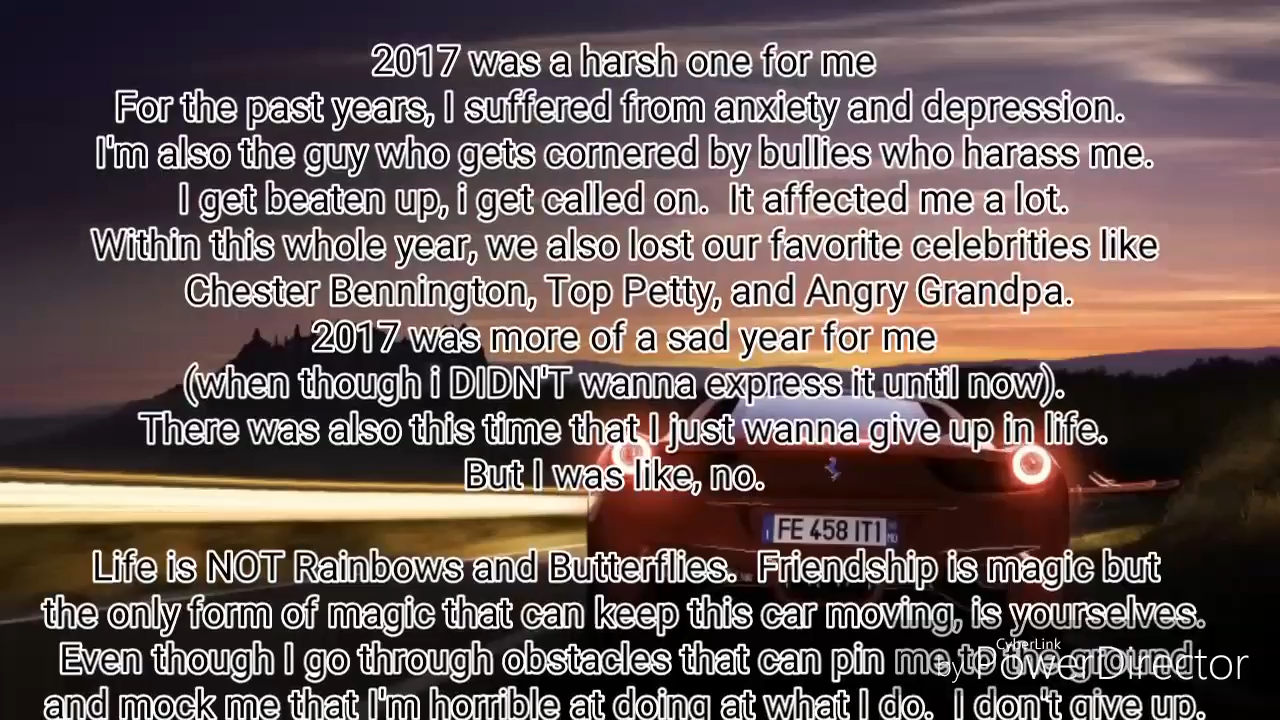 2017 was a harsh one for me
For the past years, I suffered from anxiety and depression.
I'm also the guy who gets cornered by bullies who harass me.
I get beaten up, i get called on.  It affected me a lot.
Within this whole year, we also lost our favorite celebrities like
Chester Bennington, Top Petty, and Angry Grandpa.
2017 was more of a sad year for me
(when though i DIDN'T wanna express it until now).
There was also this time that I just wanna give up in life.
But I was like, no.
FE 458 IT1
Life is NOT Rainbows and Butterflies.  Friendship is magic but
the only form of magic that can keep this car moving, is yourselves.
Even though I go through obstacles that can pin me to the ground
and mock me that I'm horrible at doing at what I do.  I don't give up.
CyberLink
by PowerDirector